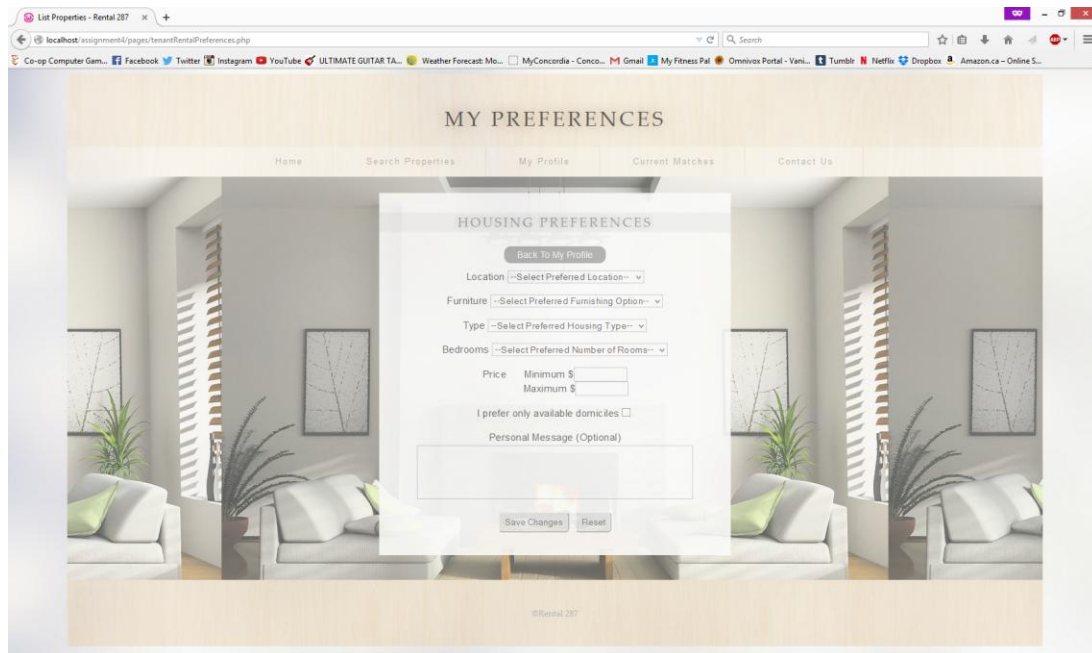 List Properties - Rental 287
localhost/assignment4/pages/tenantRentalPreferences.php
Search
Co-op Computer Gam... Facebook Twitter Instagram YouTube ULTIMATE GUITAR TA... Weather Forecast: Mo... MyConcordia - Conco... Gmail My Fitness Pal Omnivox Portal - Vani... Tumblr Netflix Dropbox Amazon.ca – Online S...
MY PREFERENCES
Home Search Properties My Profile Current Matches Contact Us
HOUSING PREFERENCES
Back To My Profile
Location --Select Preferred Location--
Furniture --Select Preferred Furnishing Option--
Type --Select Preferred Housing Type--
Bedrooms --Select Preferred Number of Rooms--
Price Minimum $
Maximum $
I prefer only available domiciles
Personal Message (Optional)
Save Changes Reset
©Rental 287